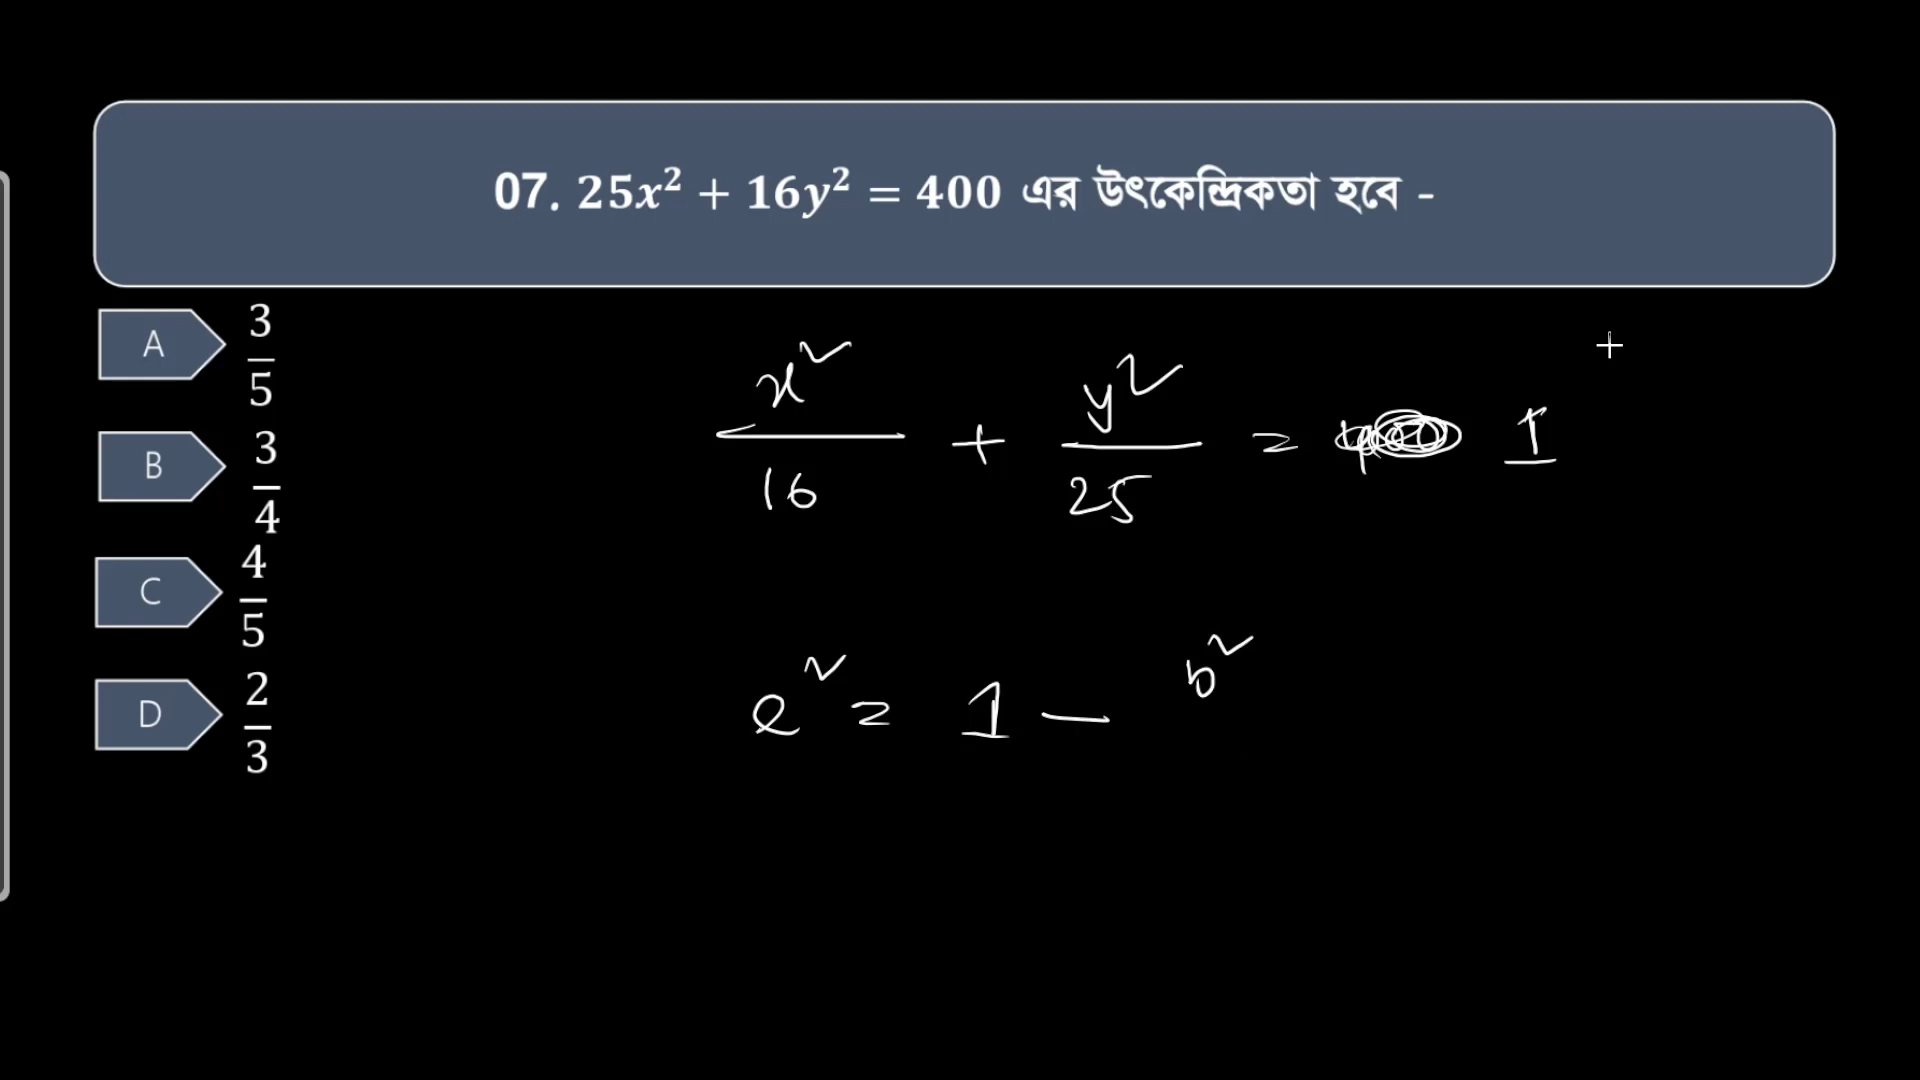 07. 25x² + 16y² = 400 এর উৎকেন্দ্রিকতা হবে -
A 3/5
B 3/4
C 4/5
D 2/3
x²/16 + y²/25 = 1
e² = 1 — b²